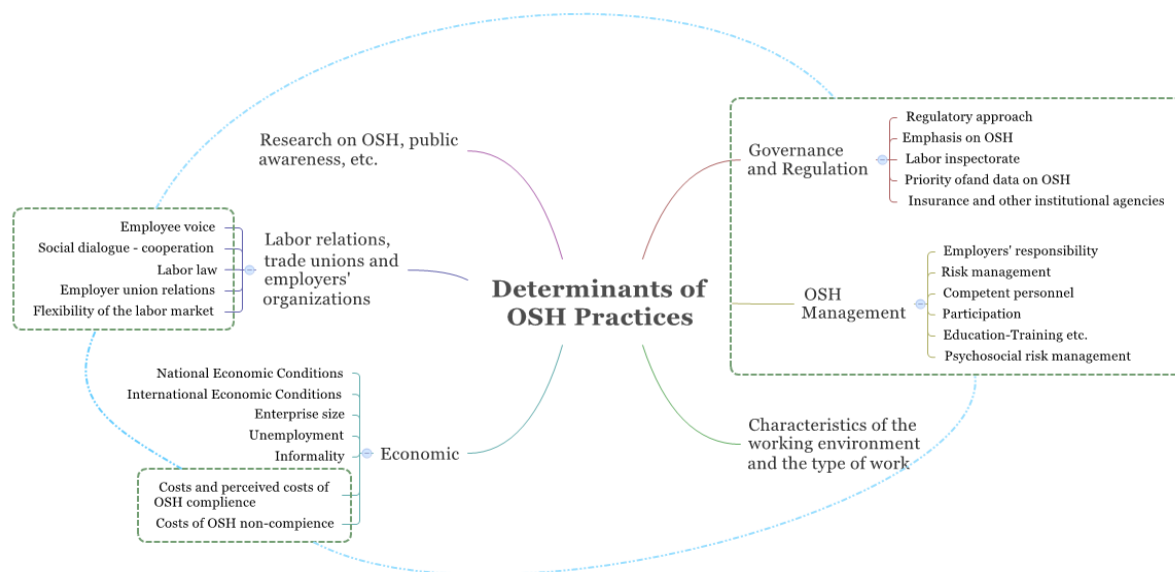 Determinants of
OSH Practices
Research on OSH, public
awareness, etc.
Labor relations,
trade unions and
employers'
organizations
Employee voice
Social dialogue - cooperation
Labor law
Employer union relations
Flexibility of the labor market
Economic
National Economic Conditions
International Economic Conditions
Enterprise size
Unemployment
Informality
Costs and perceived costs of
OSH complience
Costs of OSH non-compience
Governance
and Regulation
Regulatory approach
Emphasis on OSH
Labor inspectorate
Priority ofand data on OSH
Insurance and other institutional agencies
OSH
Management
Employers' responsibility
Risk management
Competent personnel
Participation
Education-Training etc.
Psychosocial risk management
Characteristics of the
working environment
and the type of work